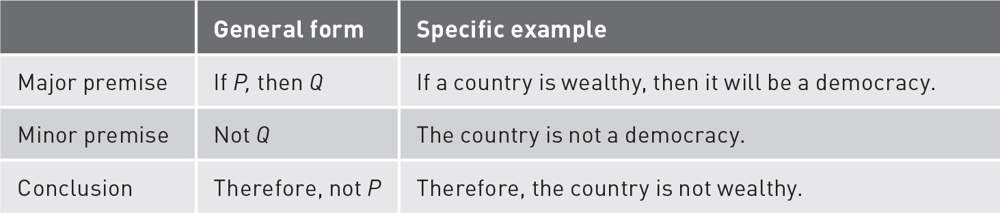 General form Specific example
Major premise If P, then Q If a country is wealthy, then it will be a democracy.
Minor premise Not Q The country is not a democracy.
Conclusion Therefore, not P Therefore, the country is not wealthy.